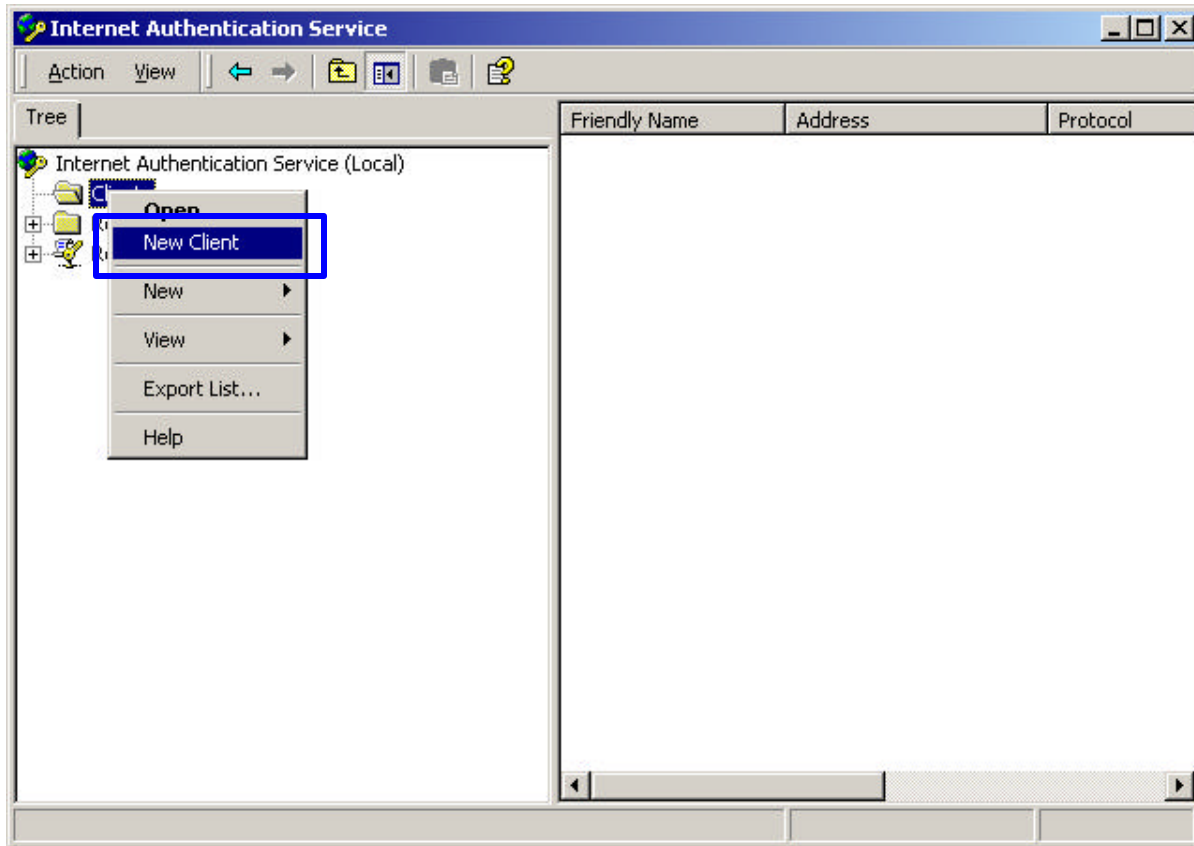 Internet Authentication Service
Action View
Tree
Friendly Name Address Protocol
Internet Authentication Service (Local)
Open
New Client
New
View
Export List...
Help